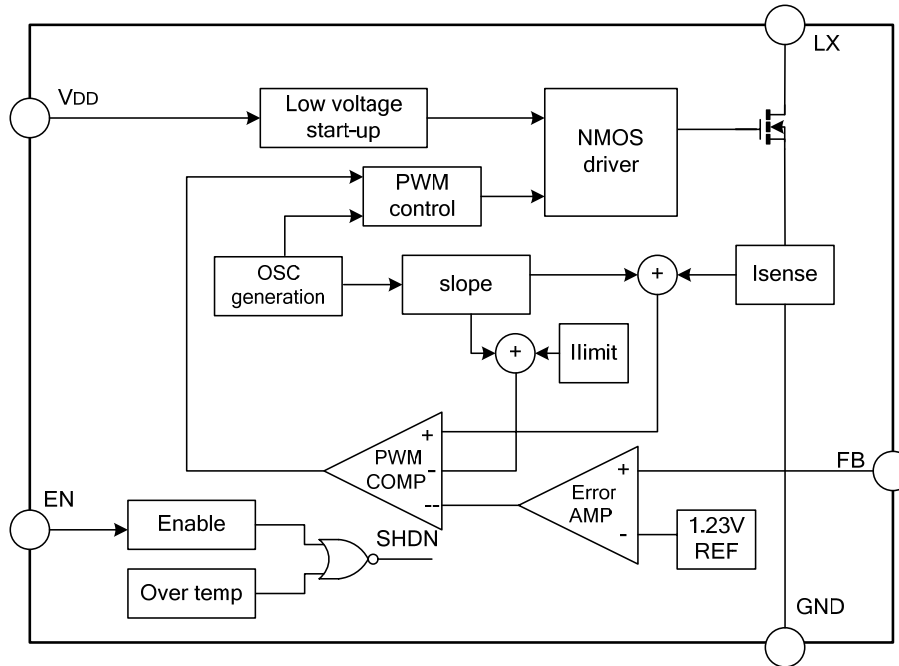 LX
VDD
Low voltage
start-up
NMOS
driver
PWM
control
OSC
generation
slope
+
Isense
+
Ilimit
+
PWM
COMP
-
--
FB
+
Error
AMP
-
1.23V
REF
EN
Enable
SHDN
Over temp
GND